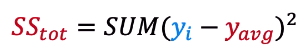 SS_tot = SUM(y_i – y_avg)²